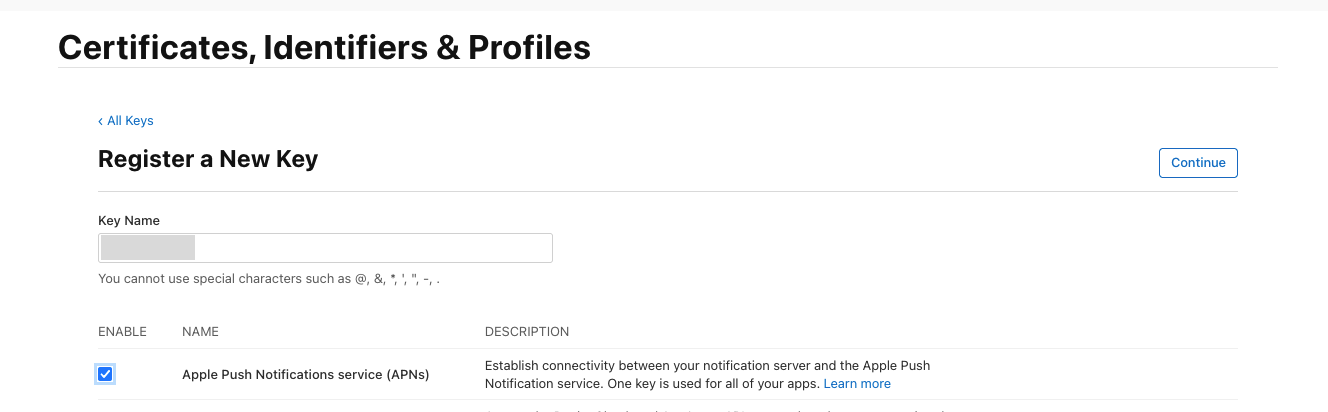 Certificates, Identifiers & Profiles
‹ All Keys
Register a New Key
Continue
Key Name
You cannot use special characters such as @, &, *, ', ", -, .
ENABLE NAME DESCRIPTION
Apple Push Notifications service (APNs)
Establish connectivity between your notification server and the Apple Push
Notification service. One key is used for all of your apps. Learn more